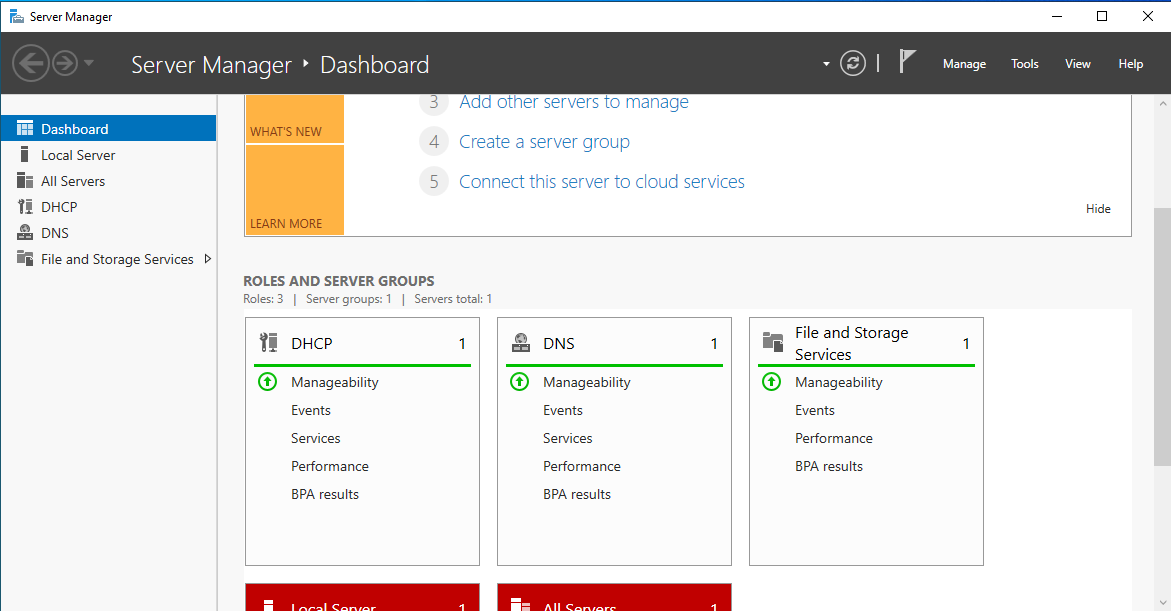 Server Manager
Server Manager ‣ Dashboard
Manage Tools View Help
Dashboard
Local Server
All Servers
DHCP
DNS
File and Storage Services
WHAT'S NEW
LEARN MORE
3 Add other servers to manage
4 Create a server group
5 Connect this server to cloud services
Hide
ROLES AND SERVER GROUPS
Roles: 3 | Server groups: 1 | Servers total: 1
DHCP 1
Manageability
Events
Services
Performance
BPA results
DNS 1
Manageability
Events
Services
Performance
BPA results
File and Storage
Services 1
Manageability
Events
Performance
BPA results
Local Server 1
All Servers 1